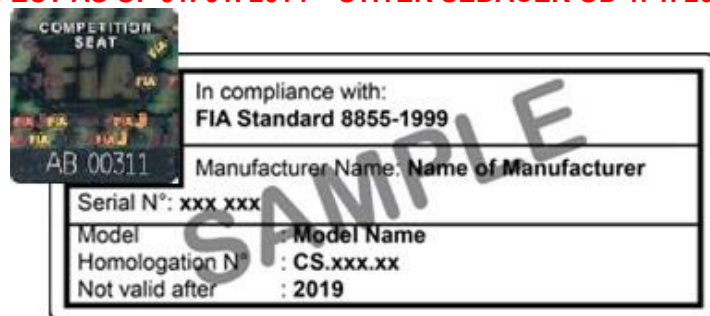 COMPETITION
SEAT
FIA
AB 00311
In compliance with:
FIA Standard 8855-1999
Manufacturer Name: Name of Manufacturer
Serial N°: xxx xxx
Model : Model Name
Homologation N° : CS.xxx.xx
Not valid after : 2019
SAMPLE